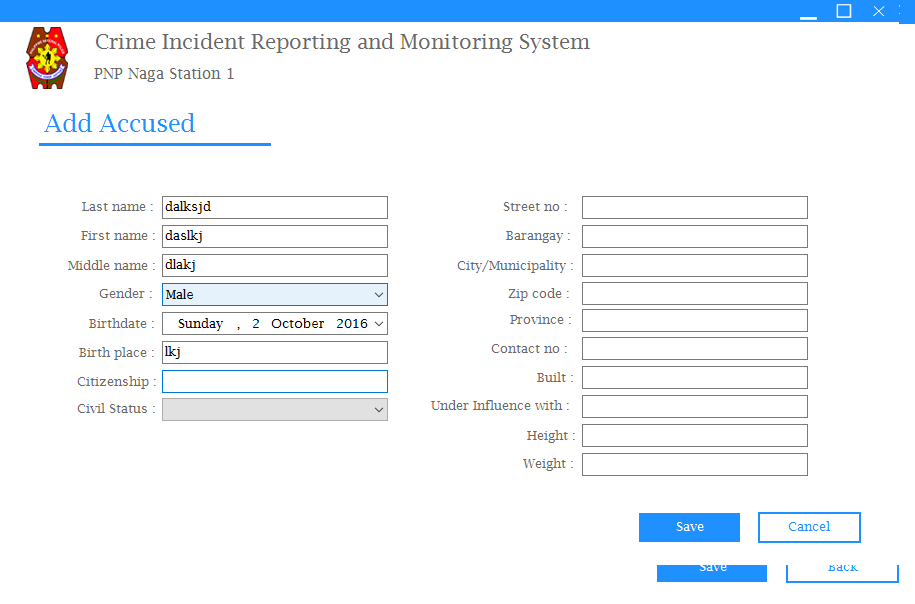 Crime Incident Reporting and Monitoring System
PNP Naga Station 1
Add Accused
Last name : dalksjd
First name : daslkj
Middle name : dlakj
Gender : Male
Birthdate : Sunday , 2 October 2016
Birth place : lkj
Citizenship :
Civil Status :
Street no :
Barangay :
City/Municipality :
Zip code :
Province :
Contact no :
Built :
Under Influence with :
Height :
Weight :
Save Cancel
Save Back